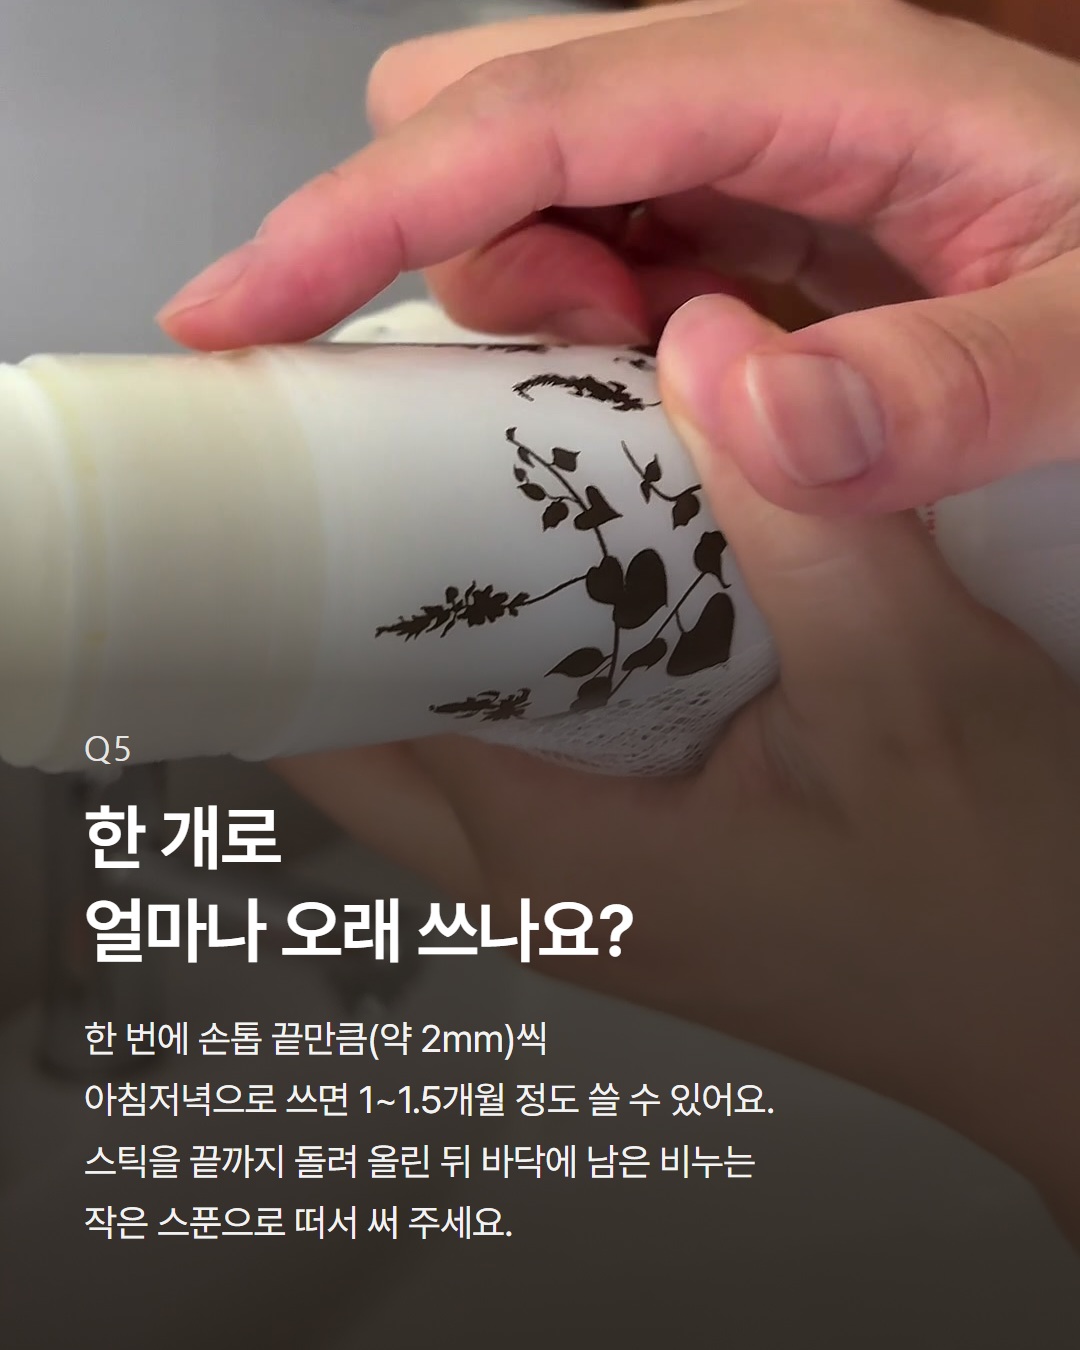 Q5
한 개로
얼마나 오래 쓰나요?
한 번에 손톱 끝만큼(약 2mm)씩
아침저녁으로 쓰면 1~1.5개월 정도 쓸 수 있어요.
스틱을 끝까지 돌려 올린 뒤 바닥에 남은 비누는
작은 스푼으로 떠서 써 주세요.